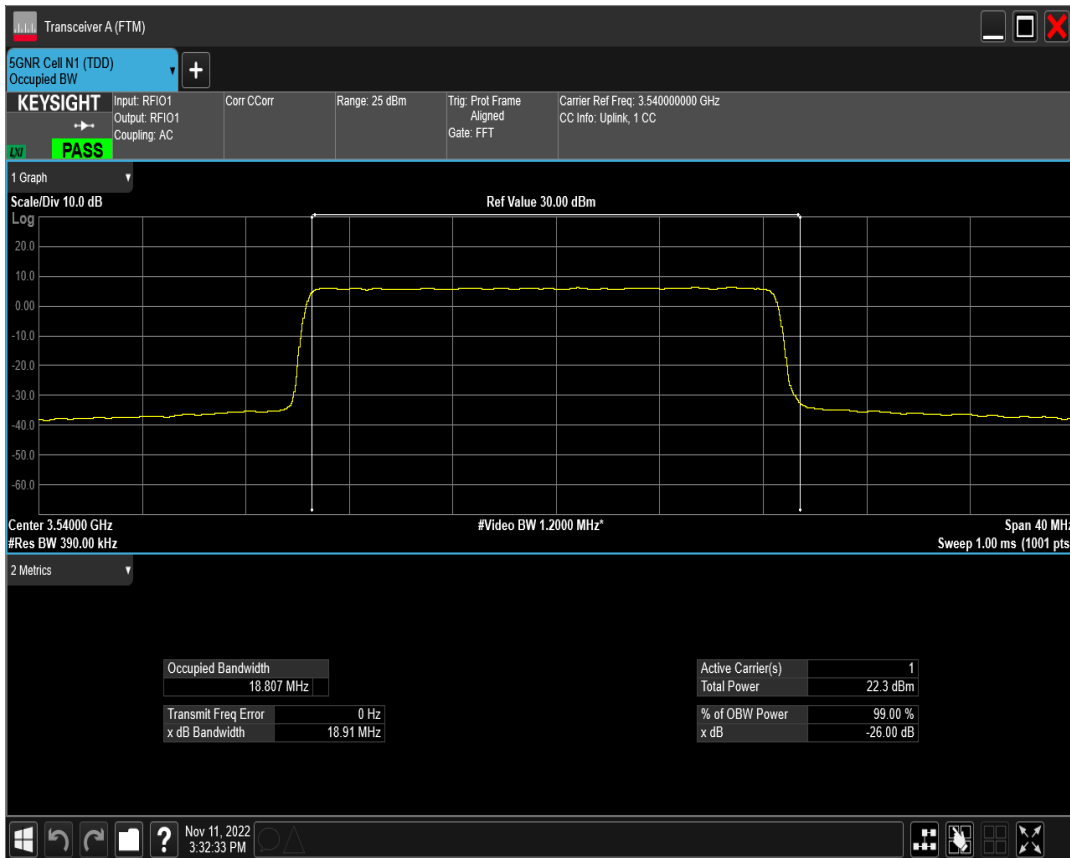 Transceiver A (FTM)
5GNR Cell N1 (TDD)
Occupied BW
+
KEYSIGHT
LXI
PASS
Input: RFIO1
Output: RFIO1
Coupling: AC
Corr CCorr
Range: 25 dBm
Trig: Prot Frame
Aligned
Gate: FFT
Carrier Ref Freq: 3.540000000 GHz
CC Info: Uplink, 1 CC
1 Graph
Scale/Div 10.0 dB
Ref Value 30.00 dBm
Log
20.0
10.0
0.00
-10.0
-20.0
-30.0
-40.0
-50.0
-60.0
Center 3.54000 GHz
#Video BW 1.2000 MHz*
Span 40 MHz
#Res BW 390.00 kHz
Sweep 1.00 ms (1001 pts
2 Metrics
Occupied Bandwidth
18.807 MHz
Transmit Freq Error 0 Hz
x dB Bandwidth 18.91 MHz
Active Carrier(s) 1
Total Power 22.3 dBm
% of OBW Power 99.00 %
x dB -26.00 dB
?
Nov 11, 2022
3:32:33 PM